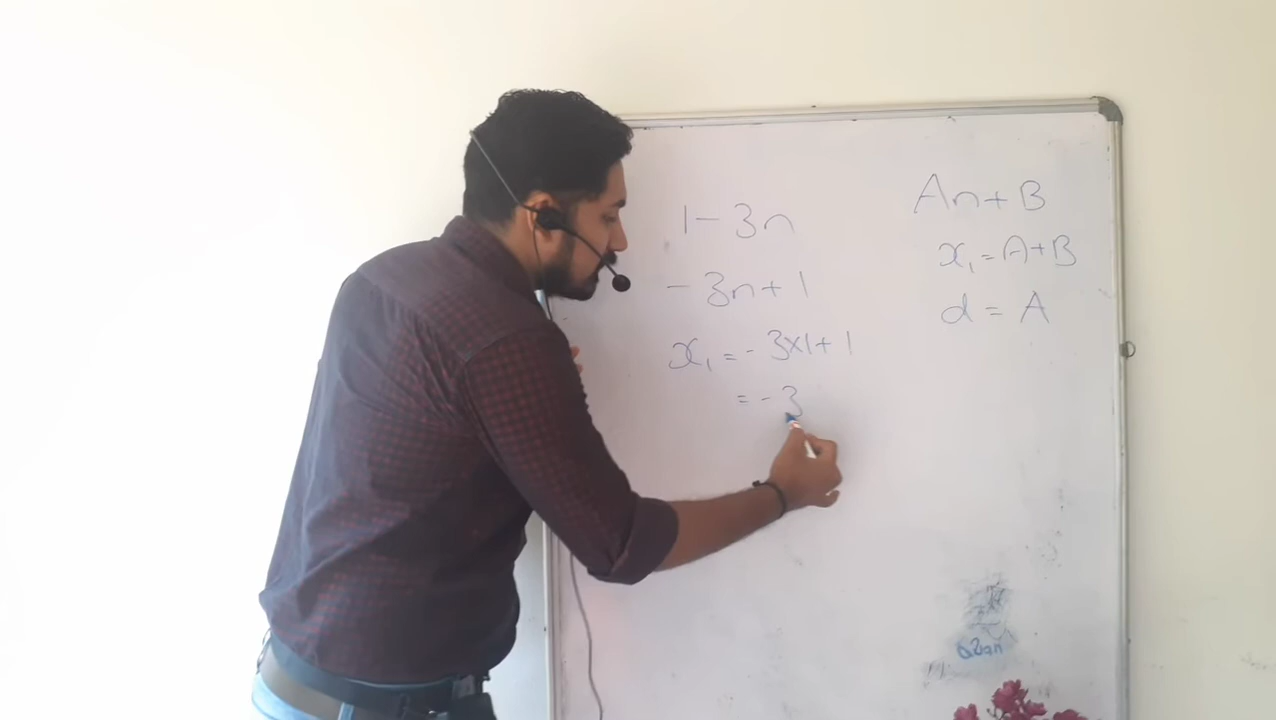 1-3n
-3n+1
x₁=-3×1+1
=-3
An+B
x₁=A+B
d=A